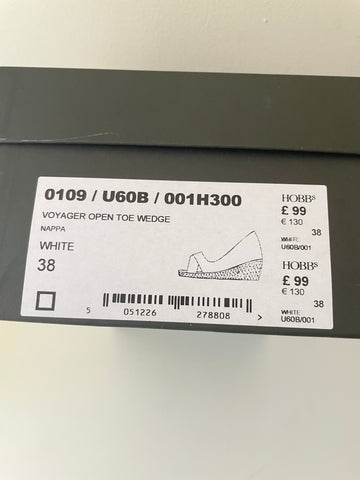 0109 / U60B / 001H300
VOYAGER OPEN TOE WEDGE
NAPPA
WHITE
38
5 051226 278808 >
HOBBS
£ 99
€ 130
38
WHITE
U60B/001
HOBBS
£ 99
€ 130
38
WHITE
U60B/001